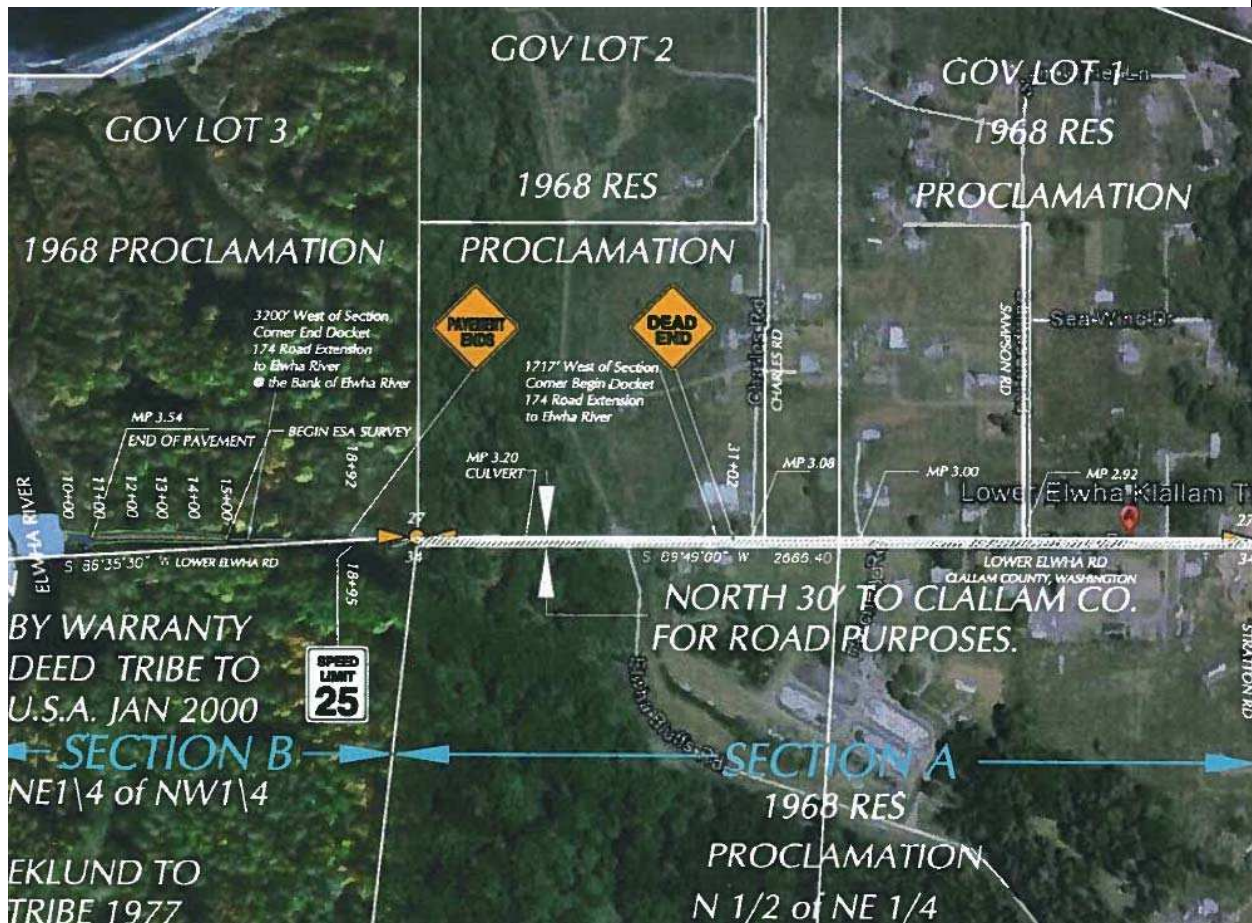 GOV LOT 2
GOV LOT 1
GOV LOT 3
1968 RES
1968 RES
PROCLAMATION
1968 PROCLAMATION
PROCLAMATION
3200' West of Section
Corner End Docket
174 Road Extension
to Elwha River
@ the Bank of Elwha River
PAVEMENT
ENDS
DEAD
END
1717' West of Section
Corner Begin Docket
174 Road Extension
to Elwha River
Charles Rd
CHARLES RD
SAMPSON RD
Sea Wind Dr
MP 3.54
END OF PAVEMENT
BEGIN ESA SURVEY
18+92
MP 3.20
CULVERT
31+02
MP 3.08
MP 3.00
MP 2.92
Lower Elwha Klallam T
ELWHA RIVER
10+00
11+00
12+00
13+00
14+00
15+00
27
34
S 86°35'30" W LOWER ELWHA RD
18+95
S 89°49'00" W 2666.40
LOWER ELWHA RD
CLALLAM COUNTY, WASHINGTON
NORTH 30' TO CLALLAM CO.
FOR ROAD PURPOSES.
STRATTON RD
BY WARRANTY
DEED TRIBE TO
U.S.A. JAN 2000
SPEED
LIMIT
25
Elwha Bluffs Rd
SECTION B
SECTION A
NE1\4 of NW1\4
1968 RES
PROCLAMATION
N 1/2 of NE 1/4
EKLUND TO
TRIBE 1977